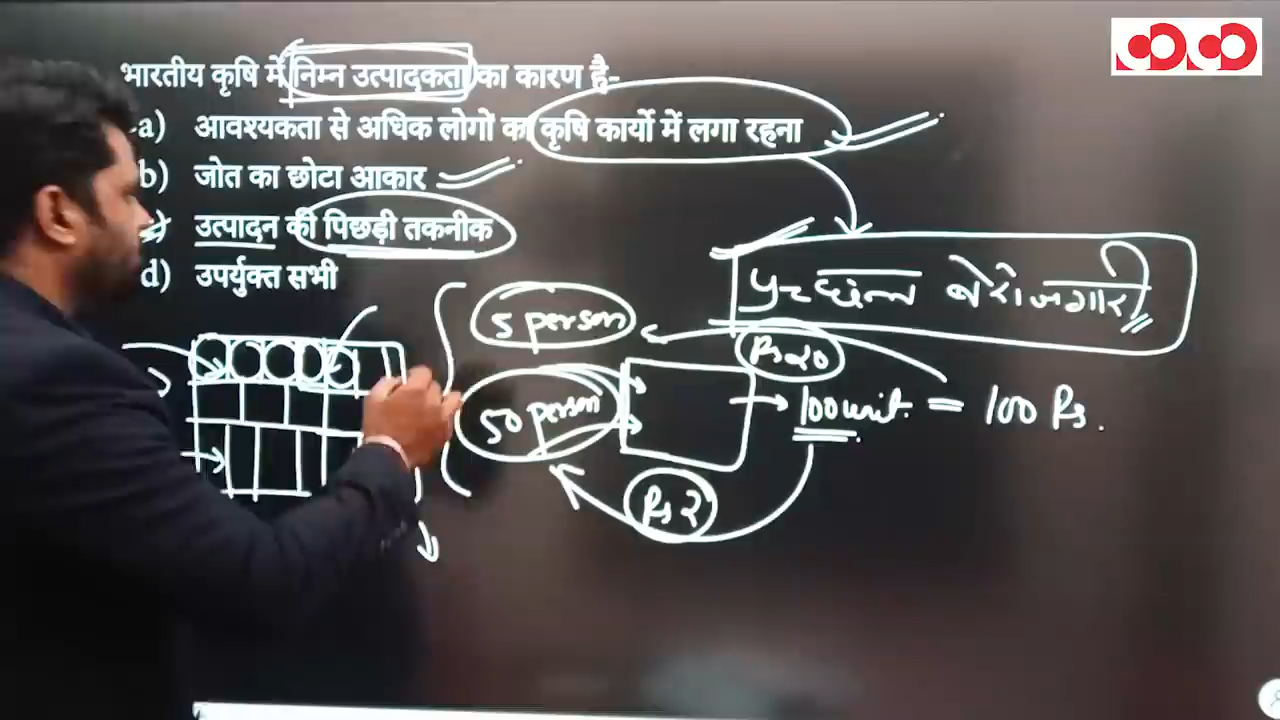 भारतीय कृषि में निम्न उत्पादकता का कारण है-
a) आवश्यकता से अधिक लोगों का कृषि कार्यो में लगा रहना
b) जोत का छोटा आकार
उत्पादन की पिछड़ी तकनीक
d) उपर्युक्त सभी
प्रच्छन्न बेरोजगारी
5 person
Rs 20
50 person
100 unit = 100 Rs.
Rs २